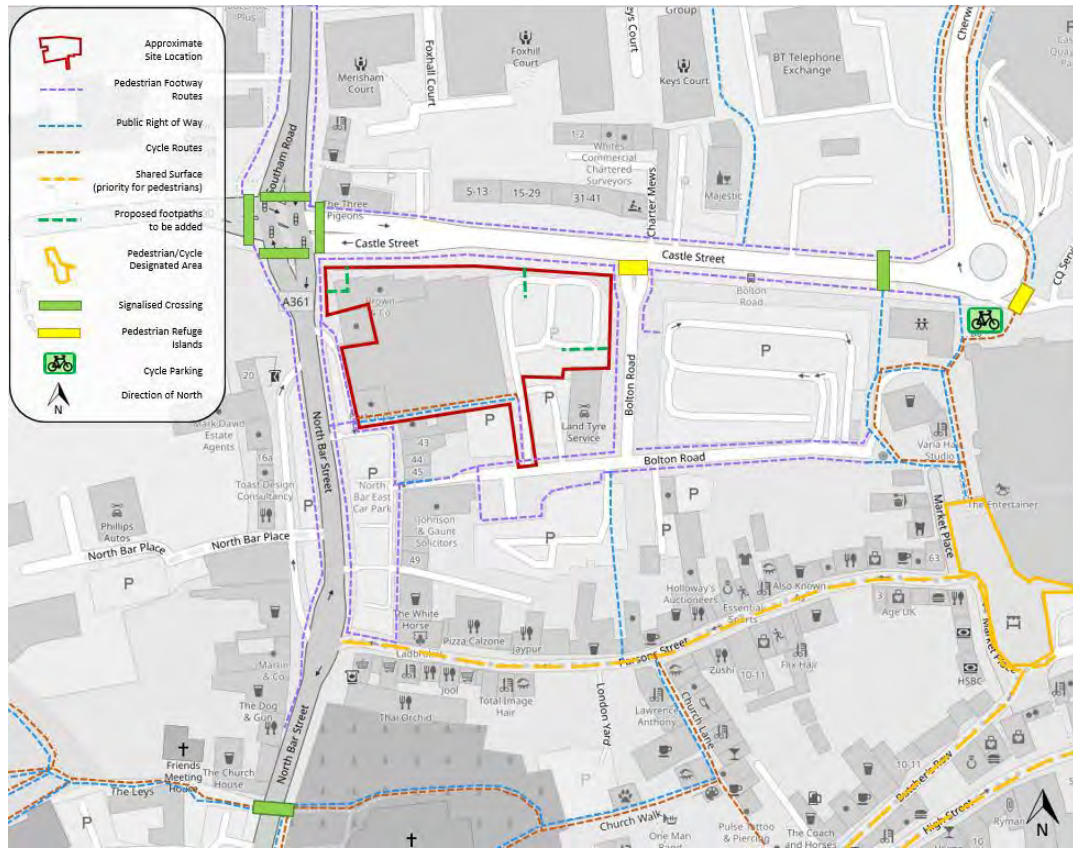 Approximate
Site Location
Pedestrian Footway
Routes
Public Right of Way
Cycle Routes
Shared Surface
(priority for pedestrians)
Proposed footpaths
to be added
Pedestrian/Cycle
Designated Area
Signalised Crossing
Pedestrian Refuge
Islands
Cycle Parking
Direction of North
N
Plus
Southam Road
Foxhall Court
Merisham
Court
Foxhill
Court
Group
Keys Court
BT Telephone
Exchange
1-2
Whites
Commercial
Chartered
Surveyors
5-13
15-29
31-41
Charter Mews
Majestic
The Three
Pigeons
Castle Street
Castle Street
A361
Bolton
Road
CQ Servi
P
P
P
Bolton Road
Land Tyre
Service
20
Mark David
Estate
Agents
16a
Toast Design
Consultancy
North Bar Street
43
44
45
P
North
Bar East
Car Park
Johnson
& Gaunt
Solicitors
49
Bolton Road
P
P
P
Studio
The Entertainer
Market Place
63
Phillips
Autos
North Bar Place
North Bar Place
P
The White
Horse
Ladbrokes
Pizza Calzone
Jaypur
Holloway's
Auctioneers
Essential
Sports
Also Known
As
Age UK
3
HSBC
Market Place
Parsons Street
Zushi
10-11
Flix Hair
Martin
& Co
The Dog
& Gun
North Bar Street
Jool
Total Image
Hair
Thai Orchid
London Yard
Lawrence
Anthony
Church Lane
P
Friends
Meeting
House
The Church
House
The Leys
P
Church Walk
One Man
Band
Pulse Tattoo
& Piercing
The Coach
and Horses
10-11
Butchers Row
High Street
10
Ryman
N